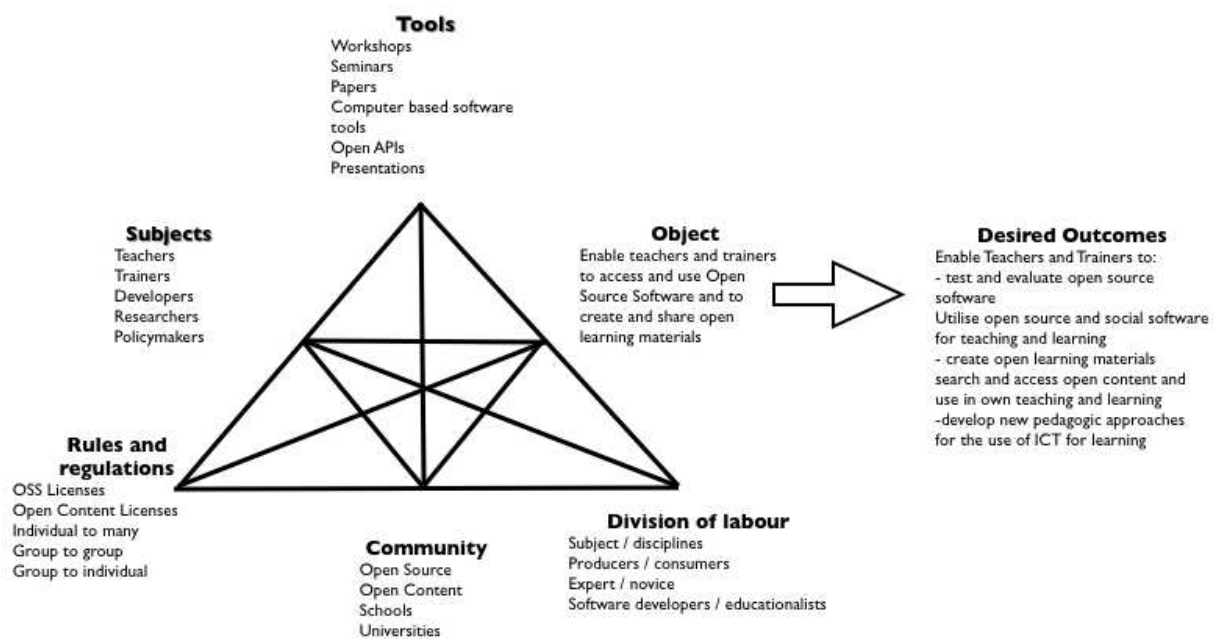 Tools
Workshops
Seminars
Papers
Computer based software
tools
Open APIs
Presentations
Subjects
Teachers
Trainers
Developers
Researchers
Policymakers
Object
Enable teachers and trainers
to access and use Open
Source Software and to
create and share open
learning materials
Desired Outcomes
Enable Teachers and Trainers to:
- test and evaluate open source
software
Utilise open source and social software
for teaching and learning
- create open learning materials
search and access open content and
use in own teaching and learning
-develop new pedagogic approaches
for the use of ICT for learning
Rules and
regulations
OSS Licenses
Open Content Licenses
Individual to many
Group to group
Group to individual
Community
Open Source
Open Content
Schools
Universities
Division of labour
Subject / disciplines
Producers / consumers
Expert / novice
Software developers / educationalists